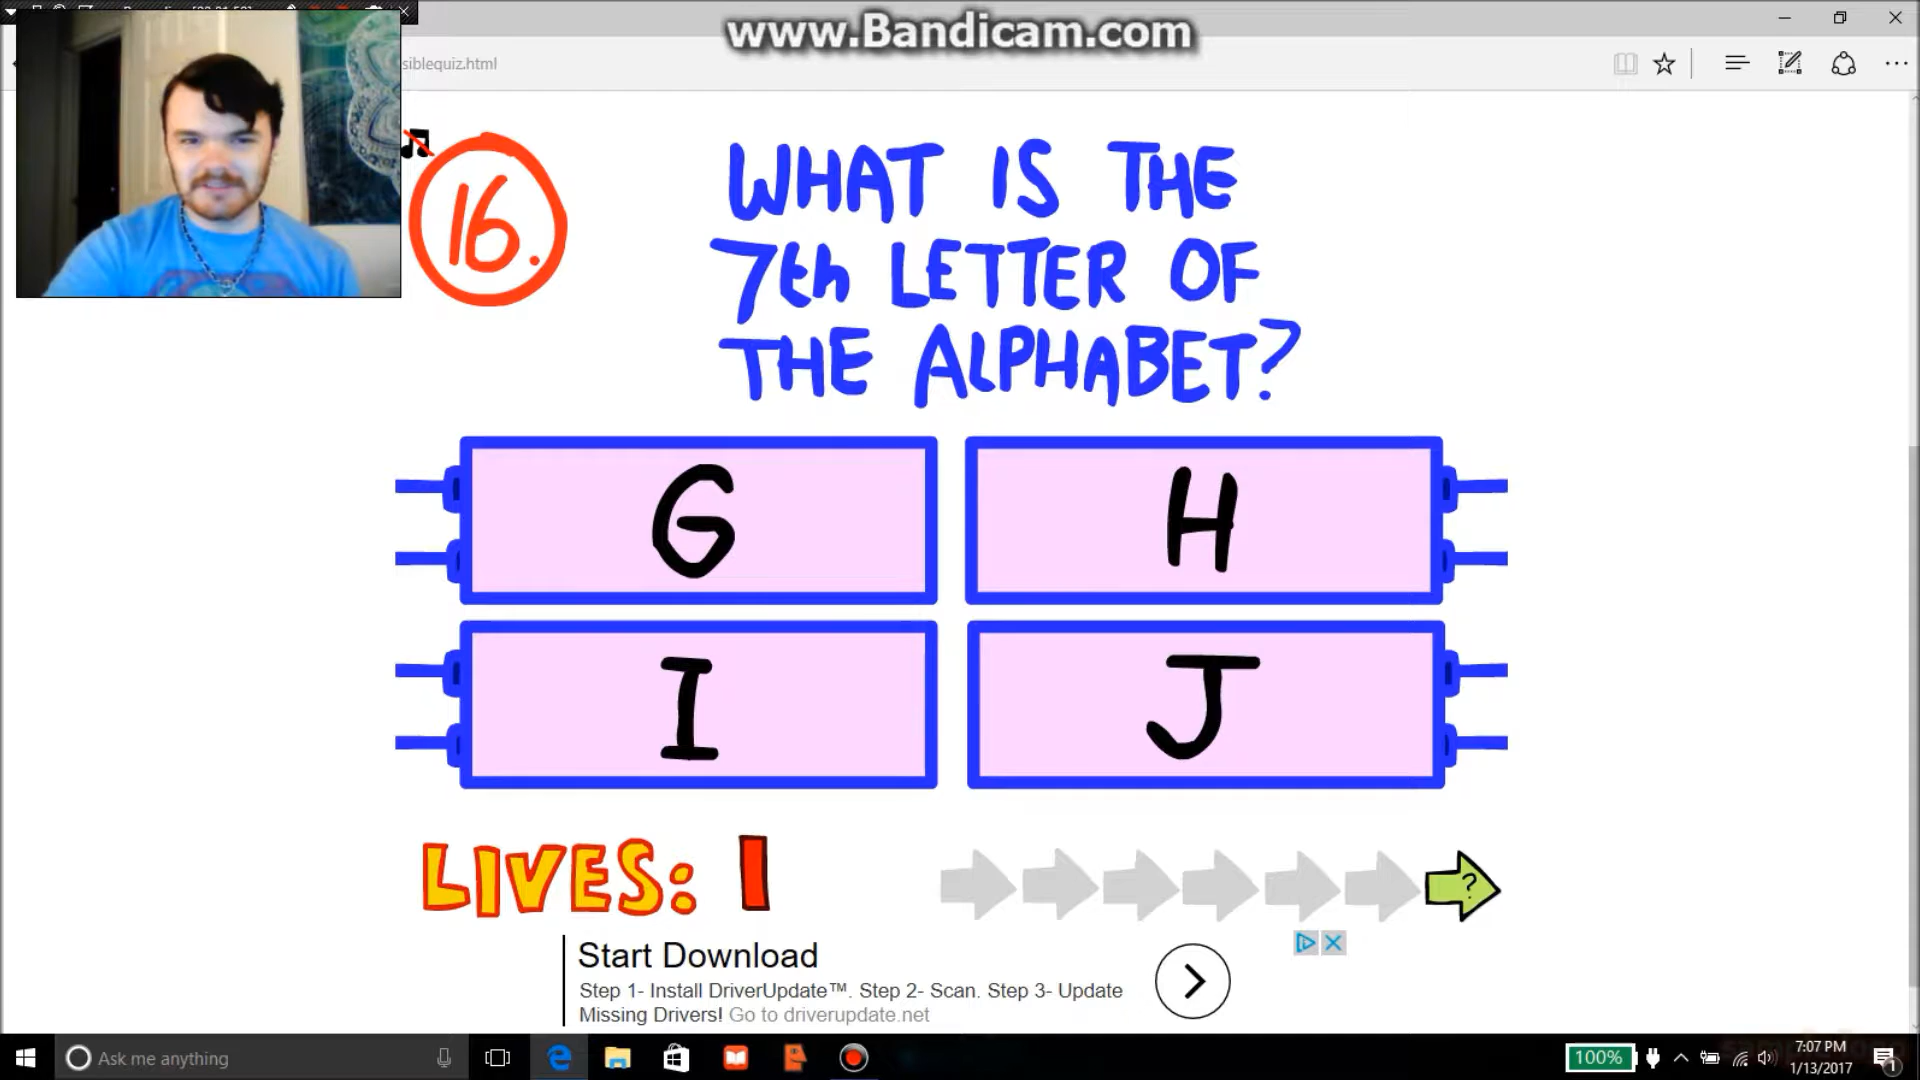 www.Bandicam.com
siblequiz.html
16.
WHAT IS THE
7th LETTER OF
THE ALPHABET?
G
H
I
J
LIVES: 1
?
Start Download
Step 1- Install DriverUpdate™. Step 2- Scan. Step 3- Update
Missing Drivers! Go to driverupdate.net
Ask me anything
100%
7:07 PM
1/13/2017
1